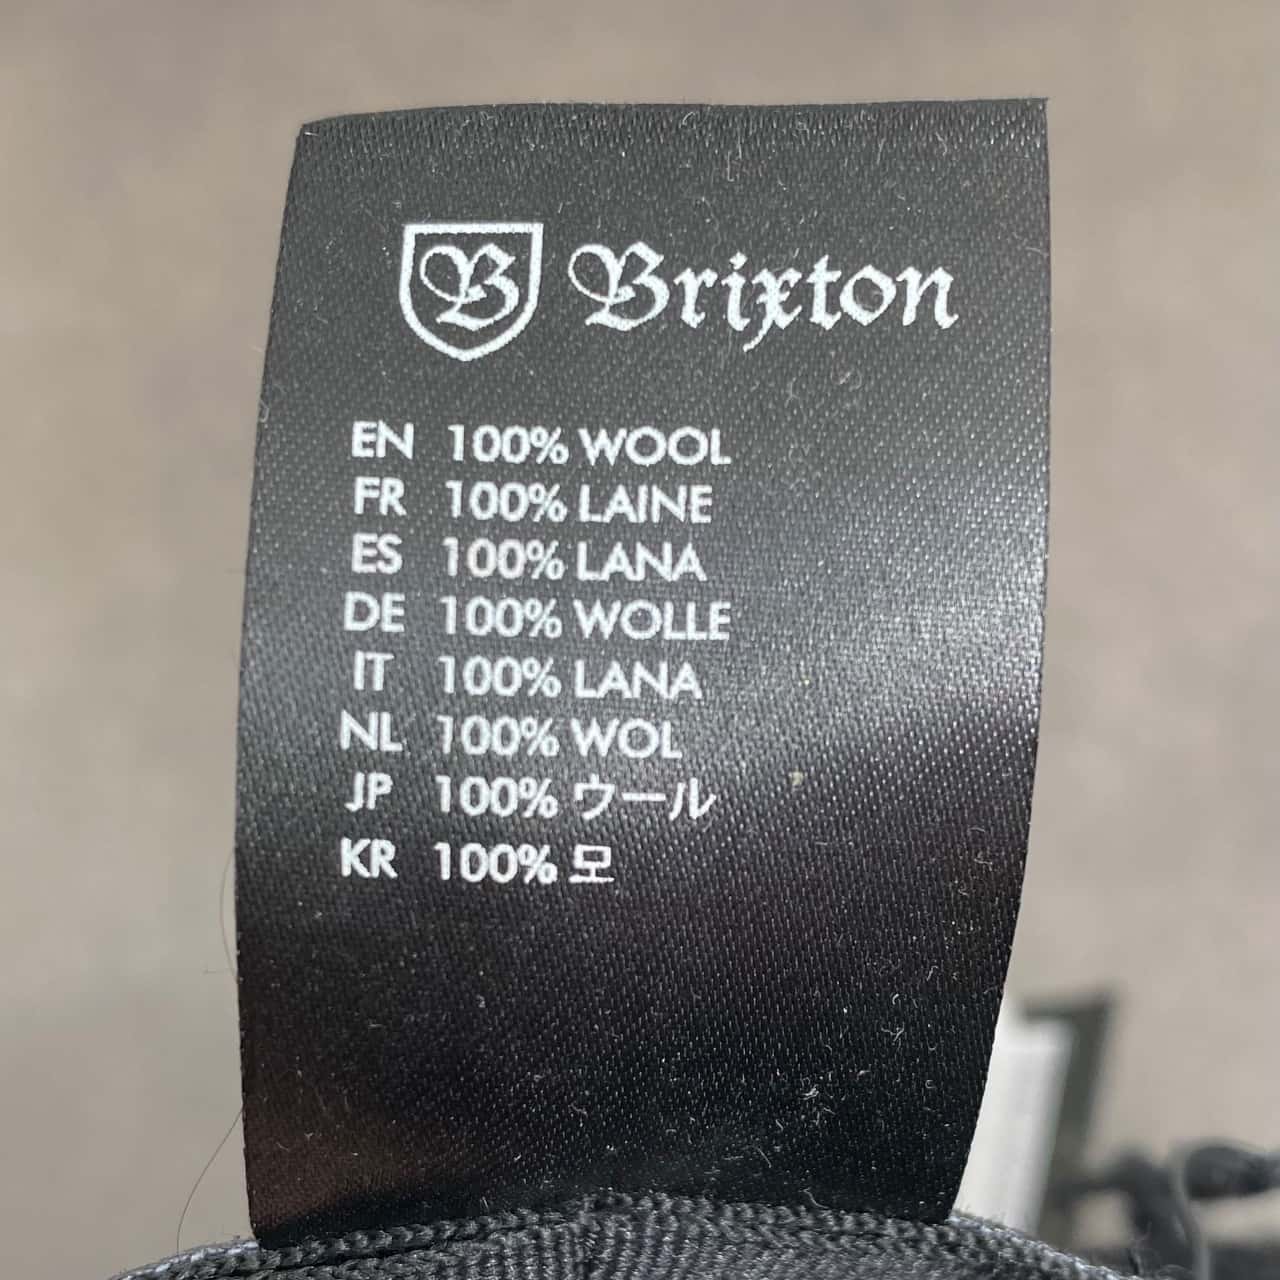 B Brixton
EN 100% WOOL
FR 100% LAINE
ES 100% LANA
DE 100% WOLLE
IT 100% LANA
NL 100% WOL
JP 100% ウール
KR 100% 모